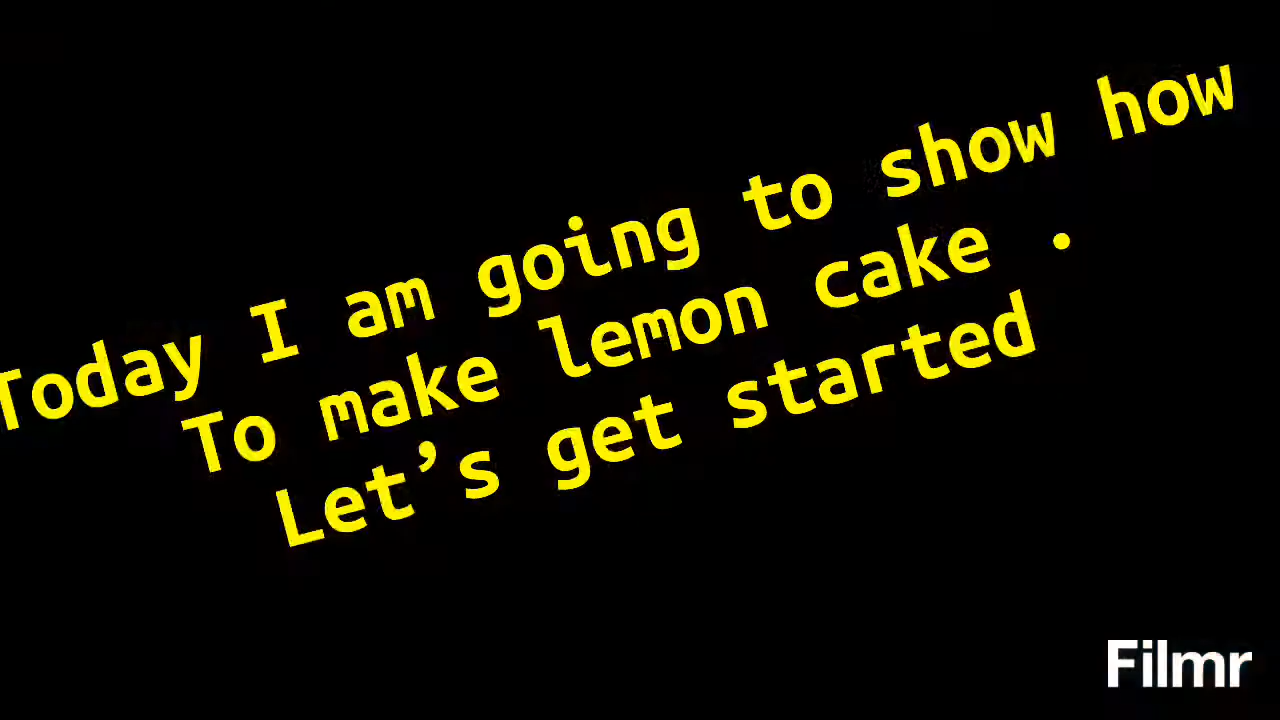 Today I am going to show how
To make lemon cake .
Let’s get started
Filmr